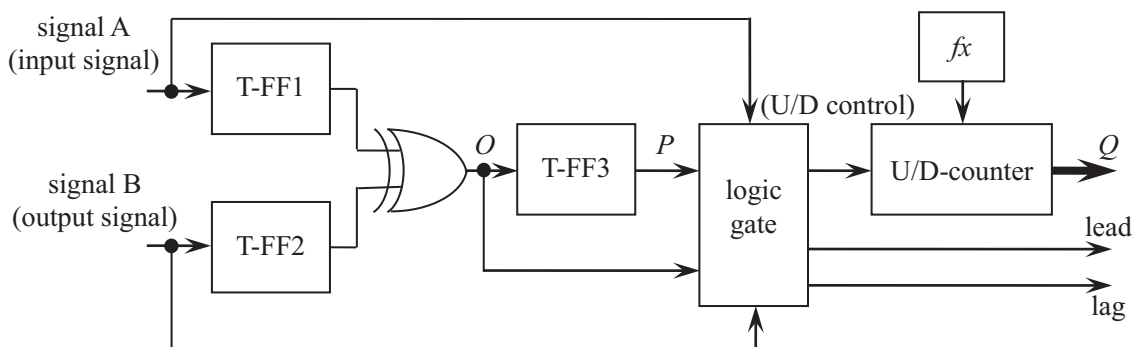 signal A
(input signal)
T-FF1
fx
(U/D control)
O
T-FF3
P
logic
gate
U/D-counter
Q
signal B
(output signal)
T-FF2
lead
lag